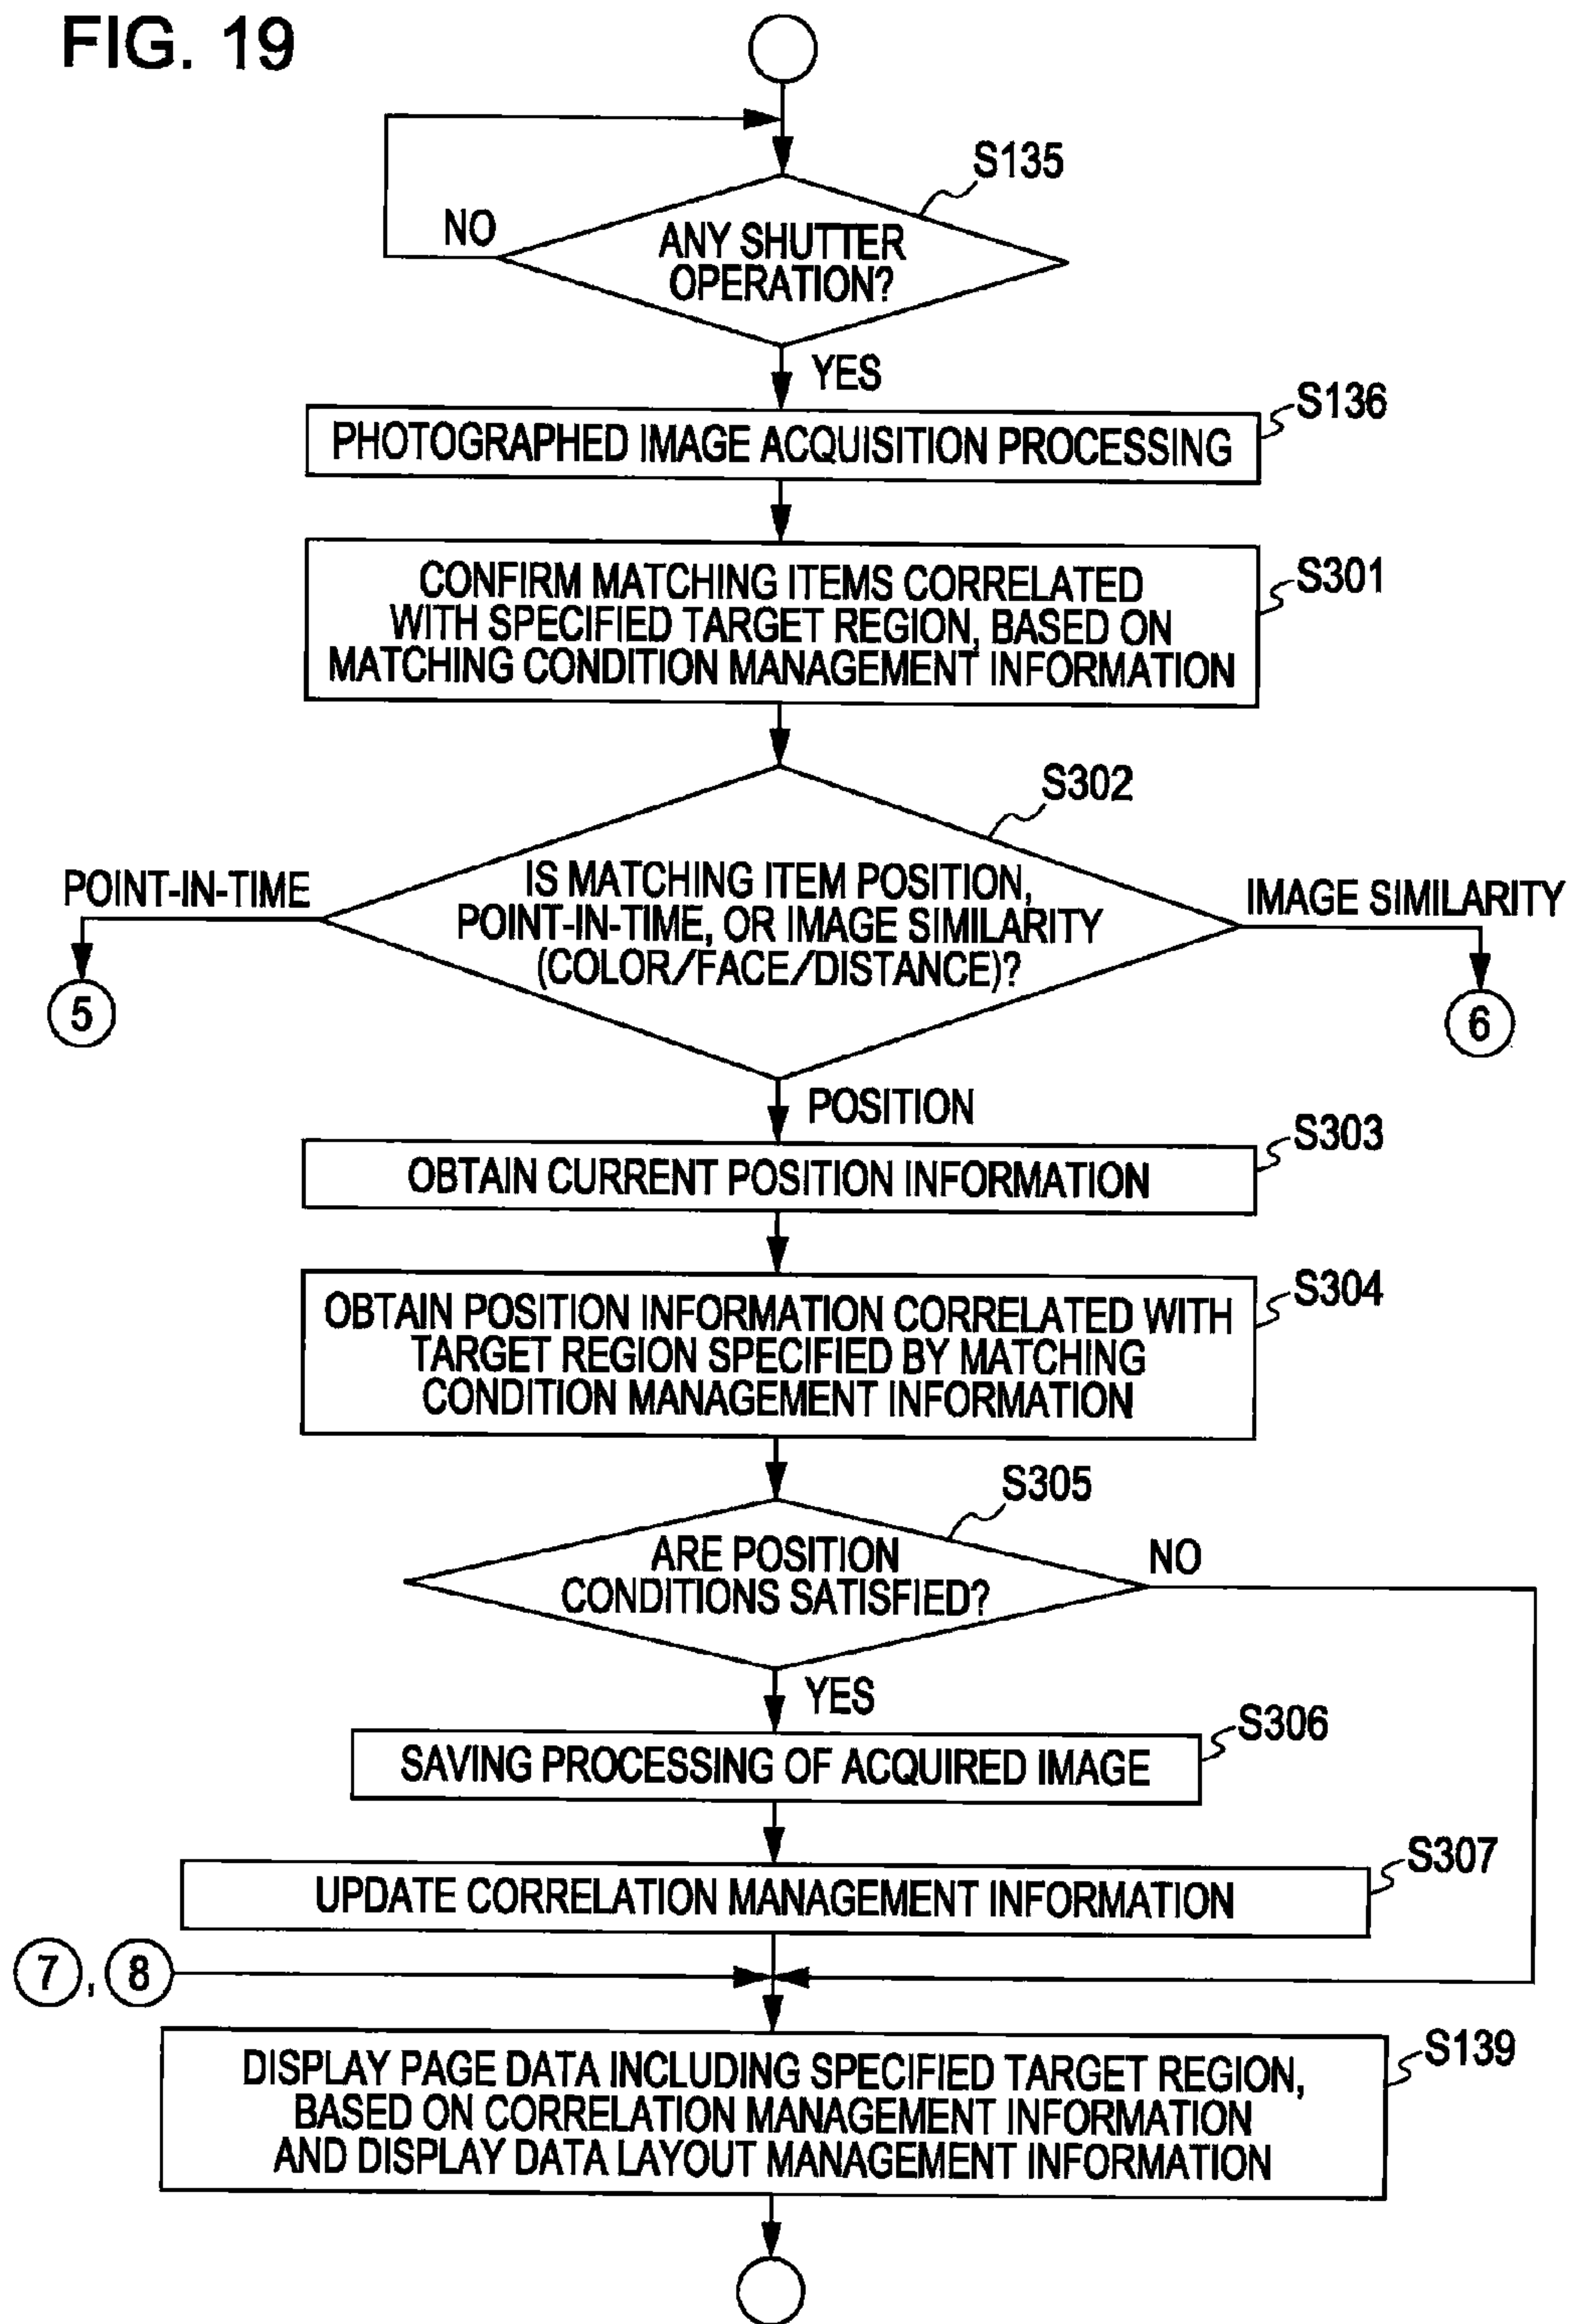 FIG. 19
S135
NO
ANY SHUTTER
OPERATION?
YES
S136
PHOTOGRAPHED IMAGE ACQUISITION PROCESSING
S301
CONFIRM MATCHING ITEMS CORRELATED
WITH SPECIFIED TARGET REGION, BASED ON
MATCHING CONDITION MANAGEMENT INFORMATION
S302
POINT-IN-TIME
IS MATCHING ITEM POSITION,
POINT-IN-TIME, OR IMAGE SIMILARITY
(COLOR/FACE/DISTANCE)?
IMAGE SIMILARITY
5
6
POSITION
S303
OBTAIN CURRENT POSITION INFORMATION
S304
OBTAIN POSITION INFORMATION CORRELATED WITH
TARGET REGION SPECIFIED BY MATCHING
CONDITION MANAGEMENT INFORMATION
S305
ARE POSITION
CONDITIONS SATISFIED?
NO
YES
S306
SAVING PROCESSING OF ACQUIRED IMAGE
S307
UPDATE CORRELATION MANAGEMENT INFORMATION
7, 8
S139
DISPLAY PAGE DATA INCLUDING SPECIFIED TARGET REGION,
BASED ON CORRELATION MANAGEMENT INFORMATION
AND DISPLAY DATA LAYOUT MANAGEMENT INFORMATION